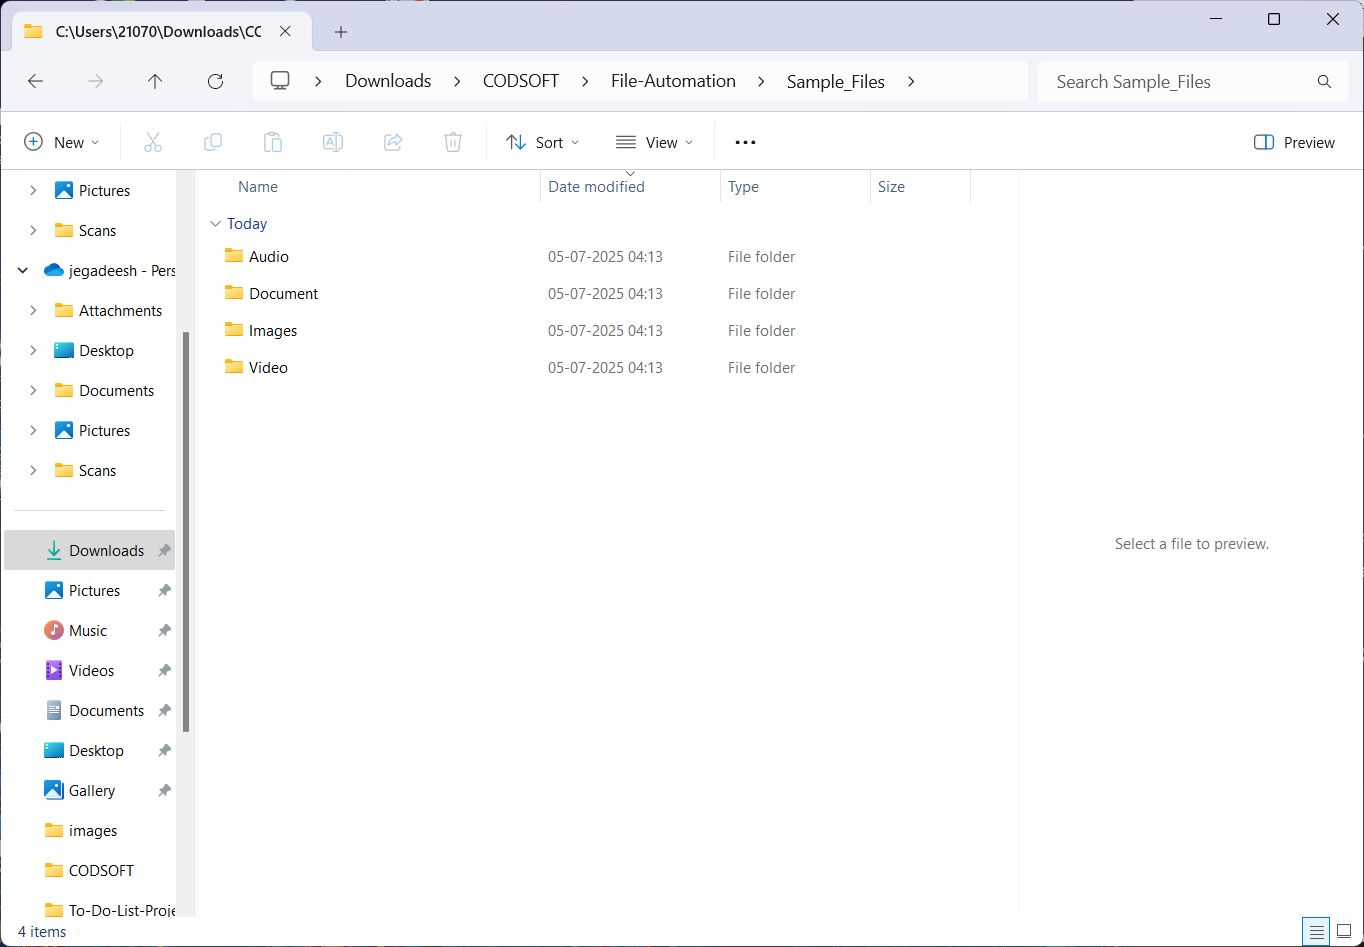 C:\Users\21070\Downloads\CC
Downloads CODSOFT File-Automation Sample_Files
Search Sample_Files
New
Sort
View
Preview
Pictures
Scans
jegadeesh - Pers
Attachments
Desktop
Documents
Pictures
Scans
Downloads
Pictures
Music
Videos
Documents
Desktop
Gallery
images
CODSOFT
To-Do-List-Proje
Name Date modified Type Size
Today
Audio 05-07-2025 04:13 File folder
Document 05-07-2025 04:13 File folder
Images 05-07-2025 04:13 File folder
Video 05-07-2025 04:13 File folder
Select a file to preview.
4 items